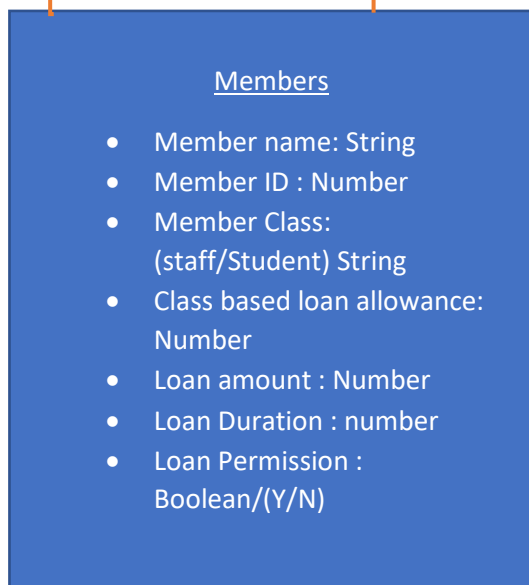 Members
• Member name: String
• Member ID : Number
• Member Class:
(staff/Student) String
• Class based loan allowance:
Number
• Loan amount : Number
• Loan Duration : number
• Loan Permission :
Boolean/(Y/N)